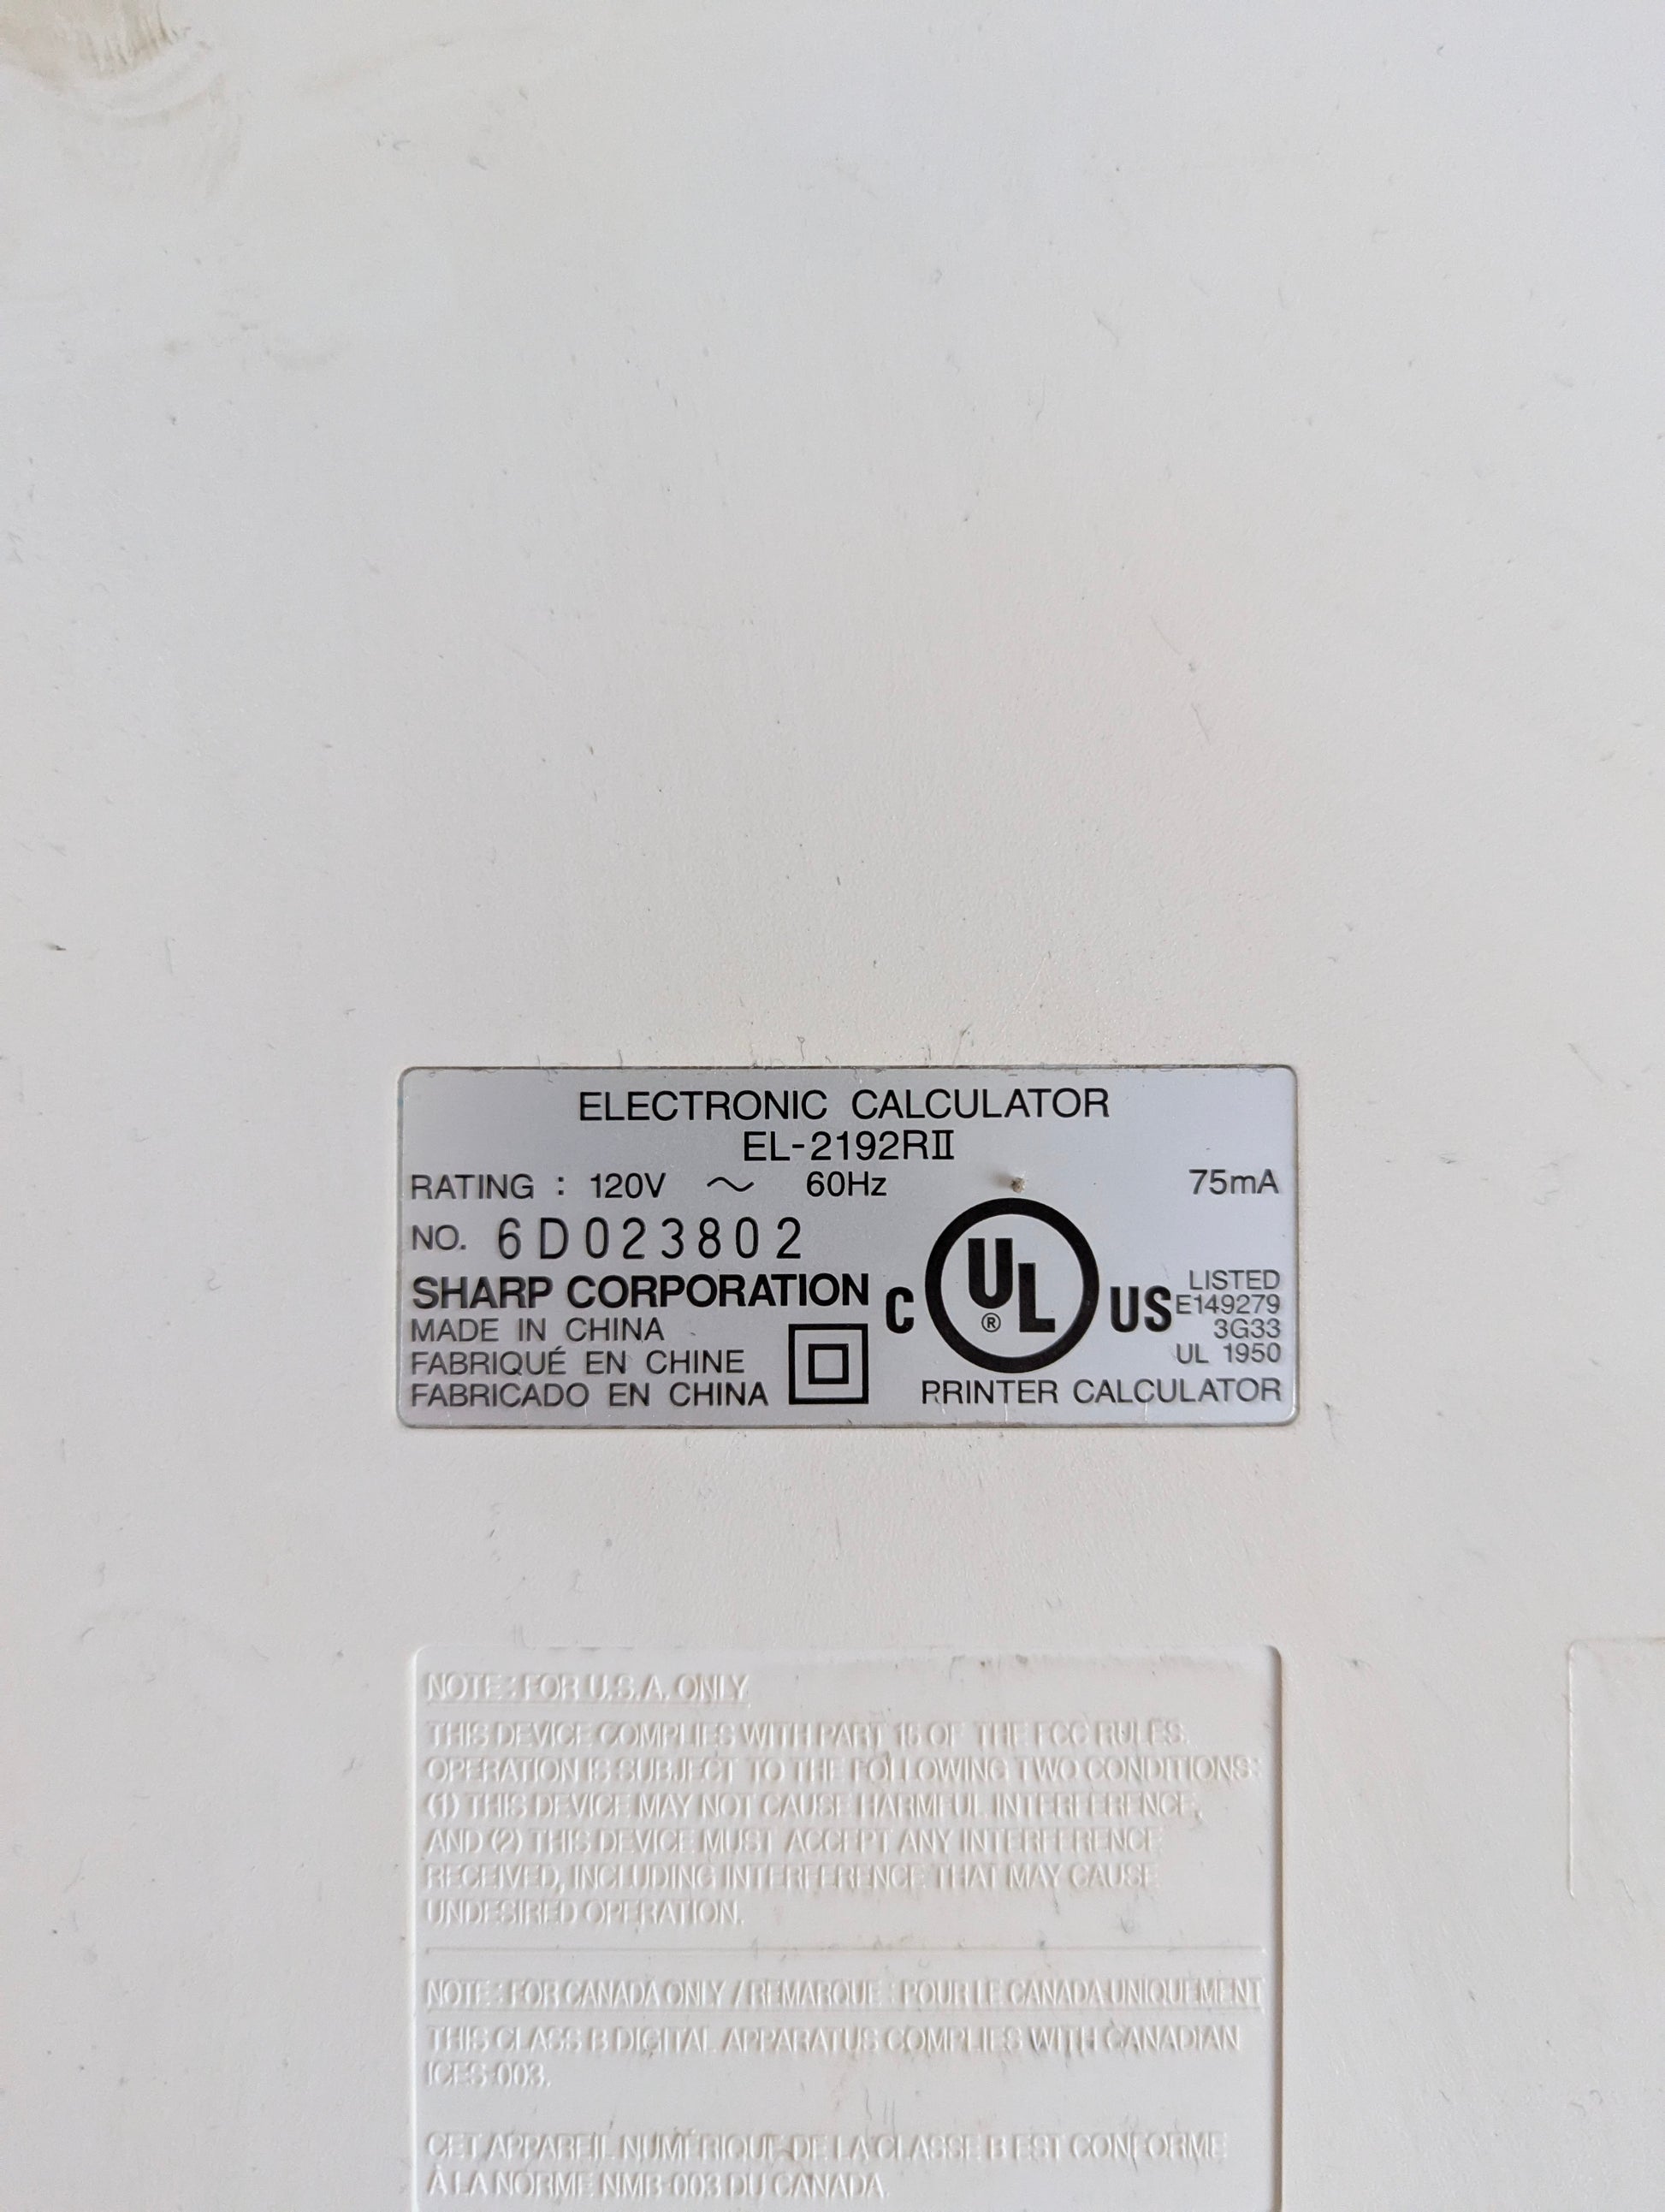 ELECTRONIC CALCULATOR
EL-2192RII
RATING : 120V ~ 60Hz 75mA
NO. 6D023802
SHARP CORPORATION
MADE IN CHINA
FABRIQUÉ EN CHINE
FABRICADO EN CHINA
C UL ® US
LISTED
E149279
3G33
UL 1950
PRINTER CALCULATOR
NOTE : FOR U.S.A. ONLY
THIS DEVICE COMPLIES WITH PART 15 OF THE FCC RULES.
OPERATION IS SUBJECT TO THE FOLLOWING TWO CONDITIONS:
(1) THIS DEVICE MAY NOT CAUSE HARMFUL INTERFERENCE,
AND (2) THIS DEVICE MUST ACCEPT ANY INTERFERENCE
RECEIVED, INCLUDING INTERFERENCE THAT MAY CAUSE
UNDESIRED OPERATION.
NOTE : FOR CANADA ONLY / REMARQUE : POUR LE CANADA UNIQUEMENT
THIS CLASS B DIGITAL APPARATUS COMPLIES WITH CANADIAN
ICES-003.
CET APPAREIL NUMÉRIQUE DE LA CLASSE B EST CONFORME
À LA NORME NMB-003 DU CANADA.